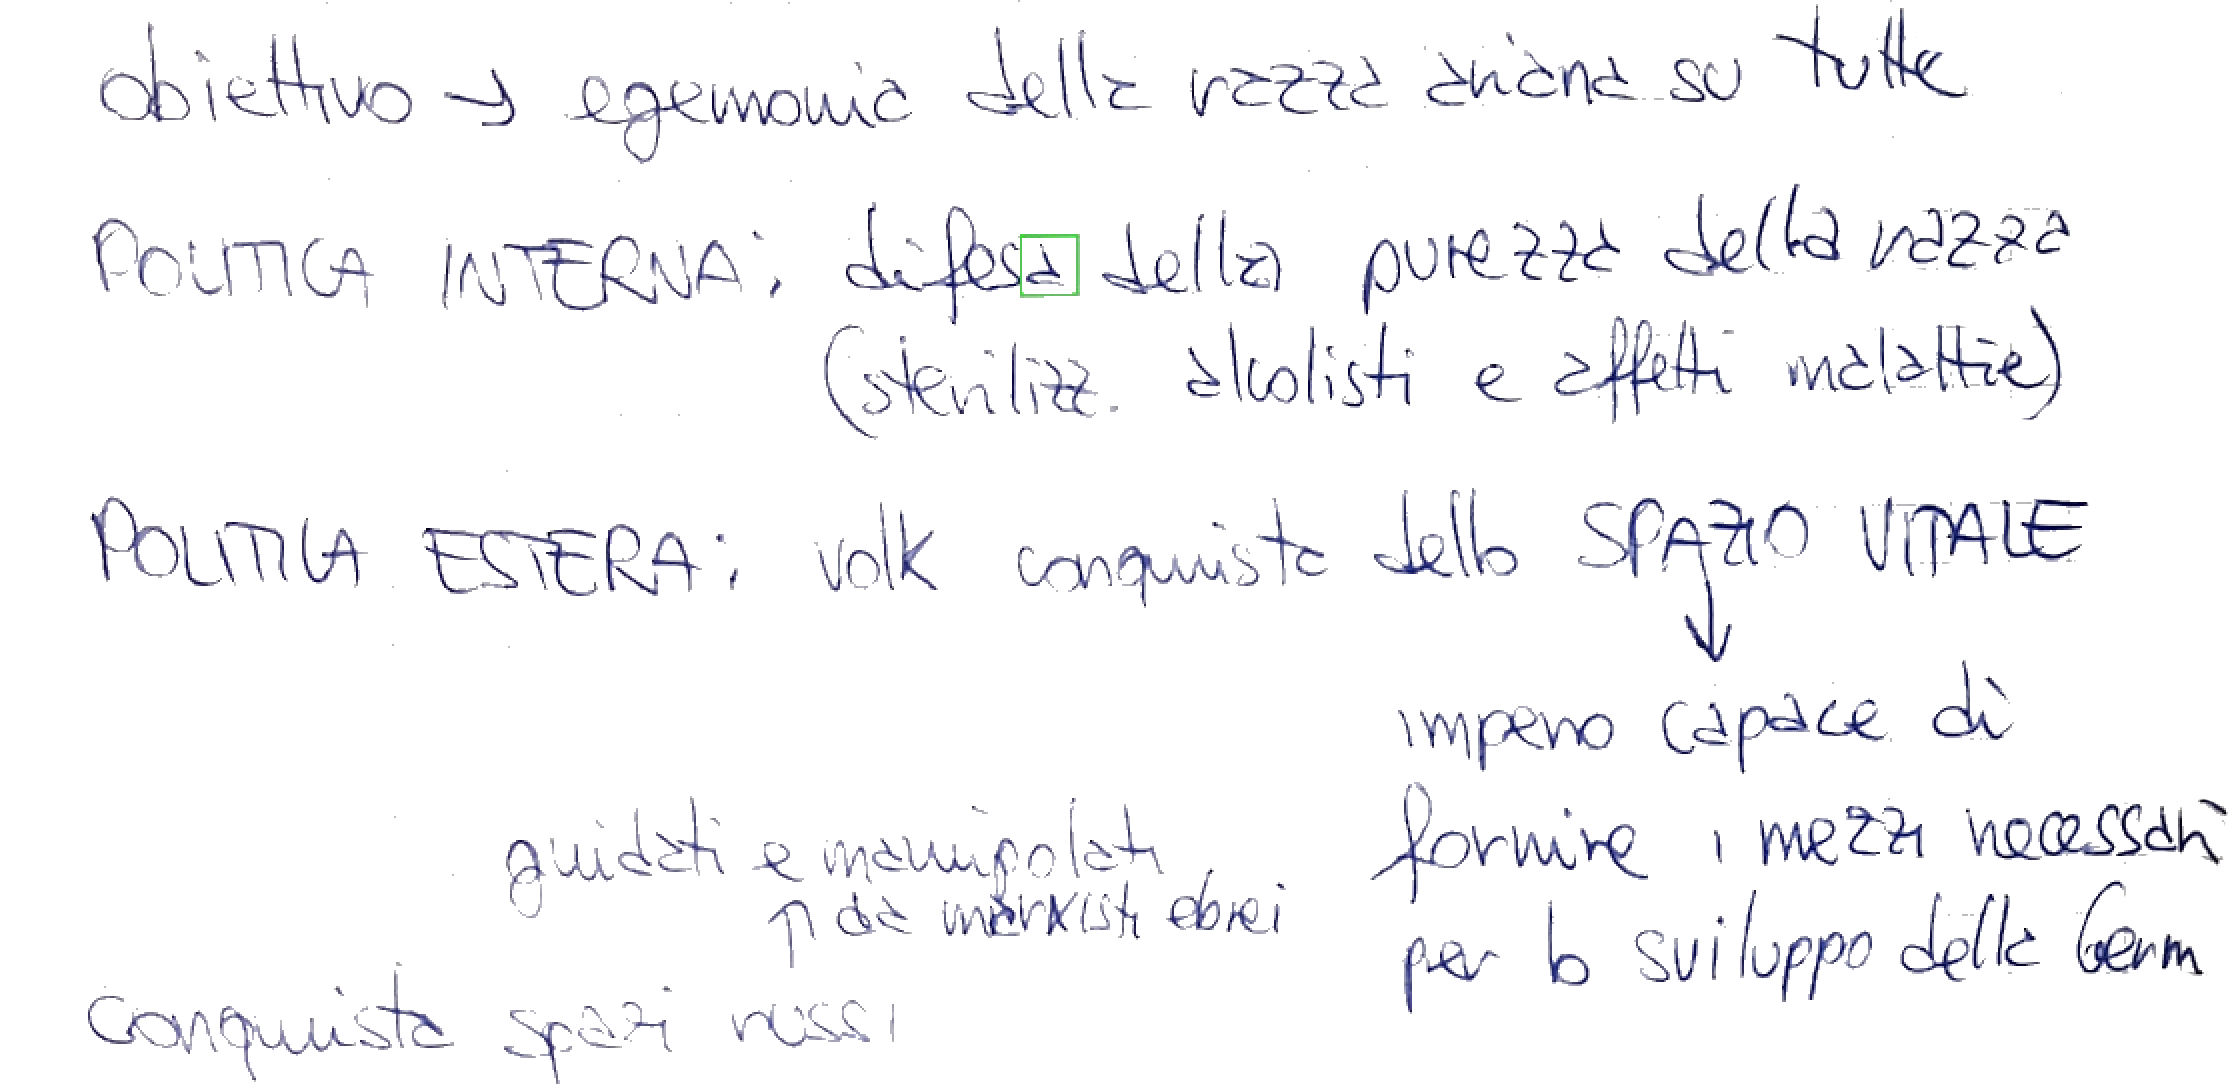 obiettivo → egemonia della razza ariana su tutte
POLITICA INTERNA: difesa della purezza della razza
(sterilizz. alcolisti e affetti malattie)
POLITICA ESTERA: volk conquista dello SPAZIO VITALE
↓
impero capace di
fornire i mezzi necessari
per lo sviluppo della Germ
guidati e manipolati
↑ da marxisti ebrei
conquista spazi russi